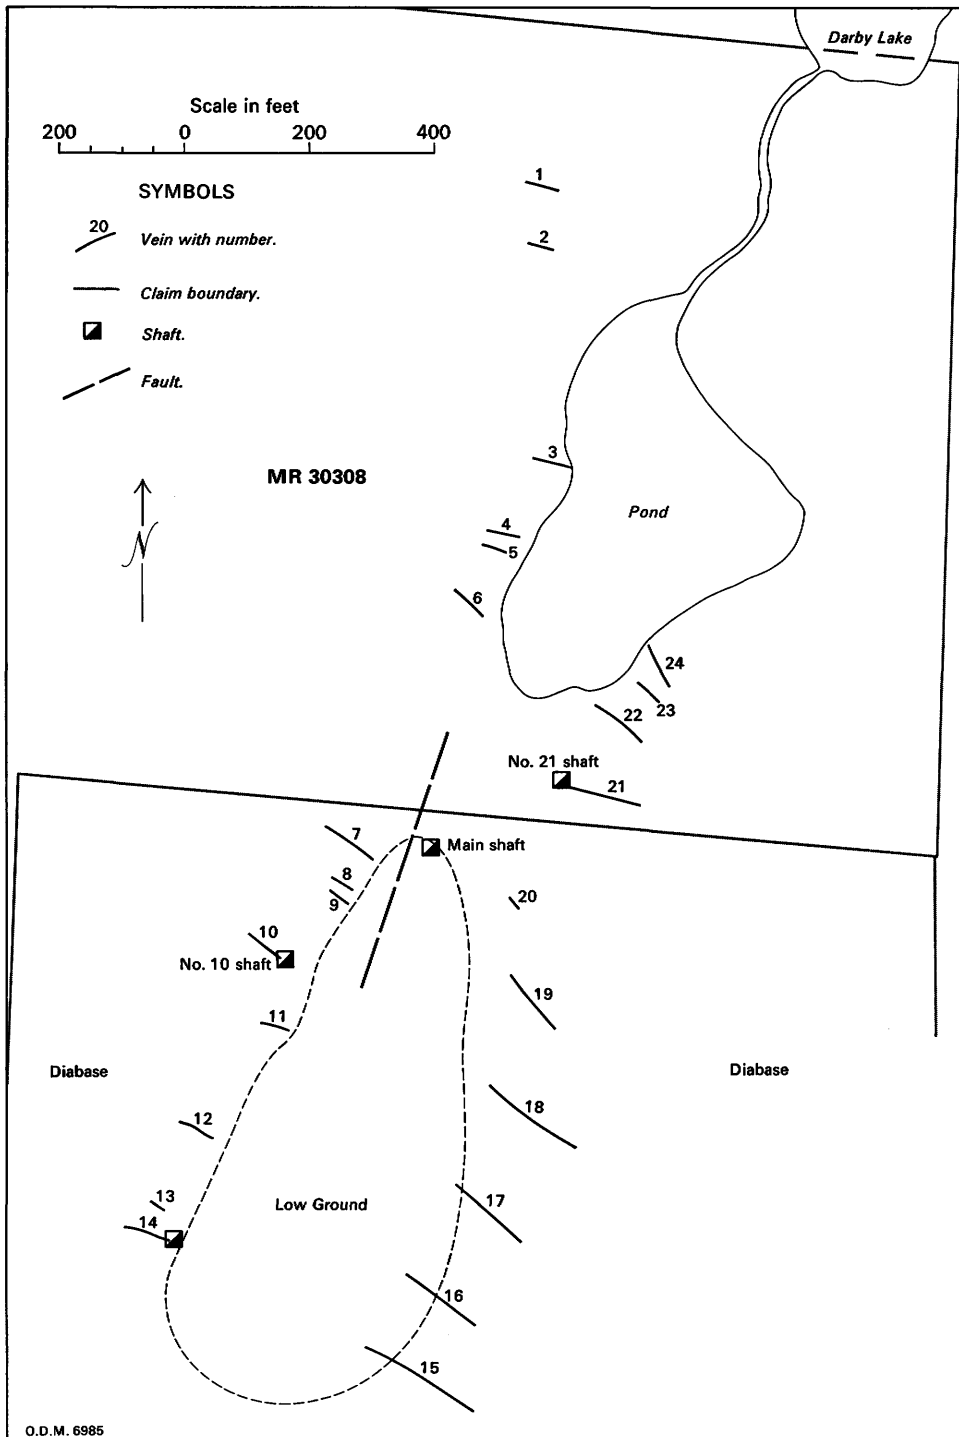 Darby Lake
Scale in feet
200 0 200 400
SYMBOLS
20
Vein with number.
Claim boundary.
Shaft.
Fault.
1
2
3
MR 30308
Pond
4
5
6
N
24
23
22
No. 21 shaft
21
7
Main shaft
8
9
20
10
No. 10 shaft
19
11
Diabase
Diabase
18
12
13
17
Low Ground
14
16
15
O.D.M. 6985